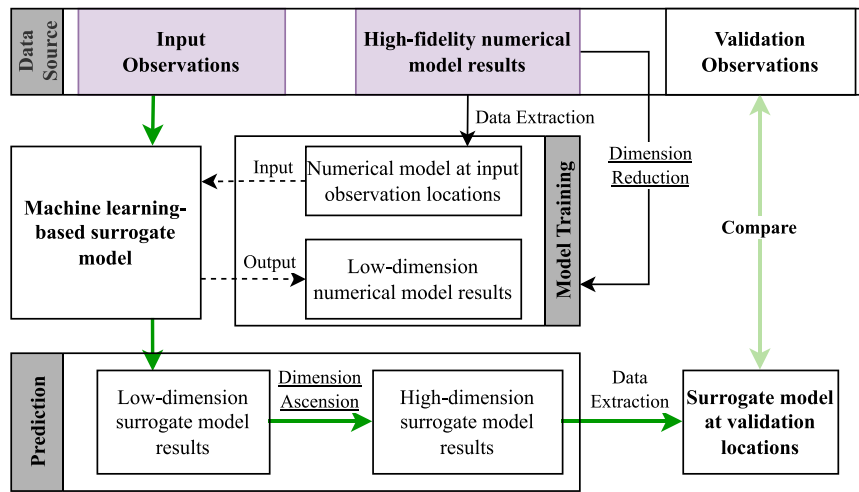 Data
Source
Input
Observations
High-fidelity numerical
model results
Validation
Observations
Data Extraction
Dimension
Reduction
Machine learning-
based surrogate
model
Input
Numerical model at input
observation locations
Output
Low-dimension
numerical model results
Model Training
Compare
Prediction
Low-dimension
surrogate model
results
Dimension
Ascension
High-dimension
surrogate model
results
Data
Extraction
Surrogate model
at validation
locations